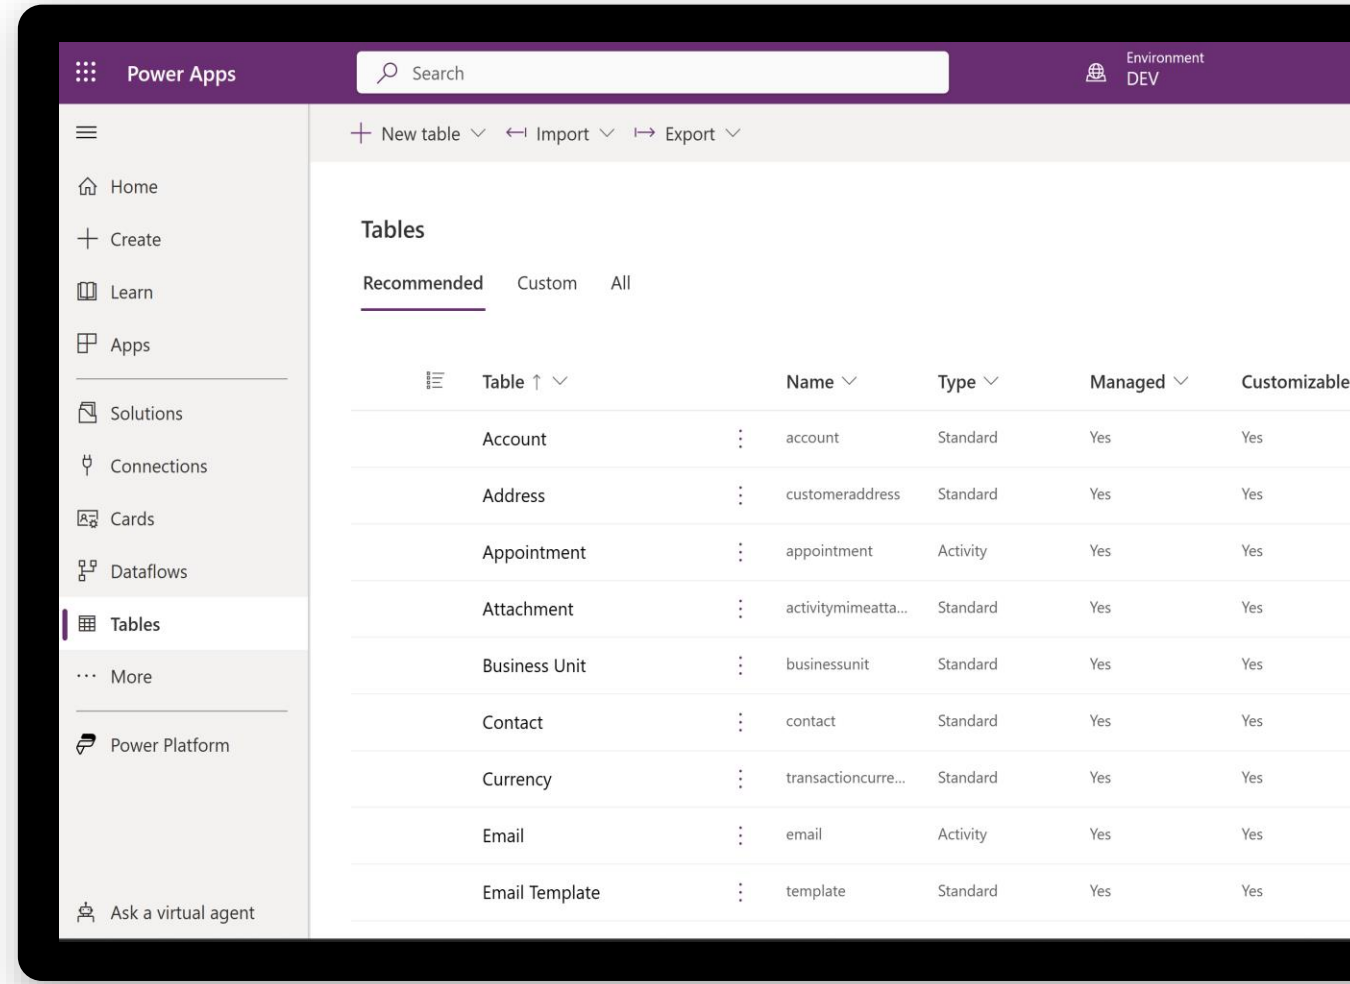 Power Apps
Search
Environment
DEV
New table
Import
Export
Home
Create
Learn
Apps
Solutions
Connections
Cards
Dataflows
Tables
More
Power Platform
Ask a virtual agent
Tables
Recommended Custom All
Table Name Type Managed Customizable
Account account Standard Yes Yes
Address customeraddress Standard Yes Yes
Appointment appointment Activity Yes Yes
Attachment activitymimeatta... Standard Yes Yes
Business Unit businessunit Standard Yes Yes
Contact contact Standard Yes Yes
Currency transactioncurre... Standard Yes Yes
Email email Activity Yes Yes
Email Template template Standard Yes Yes